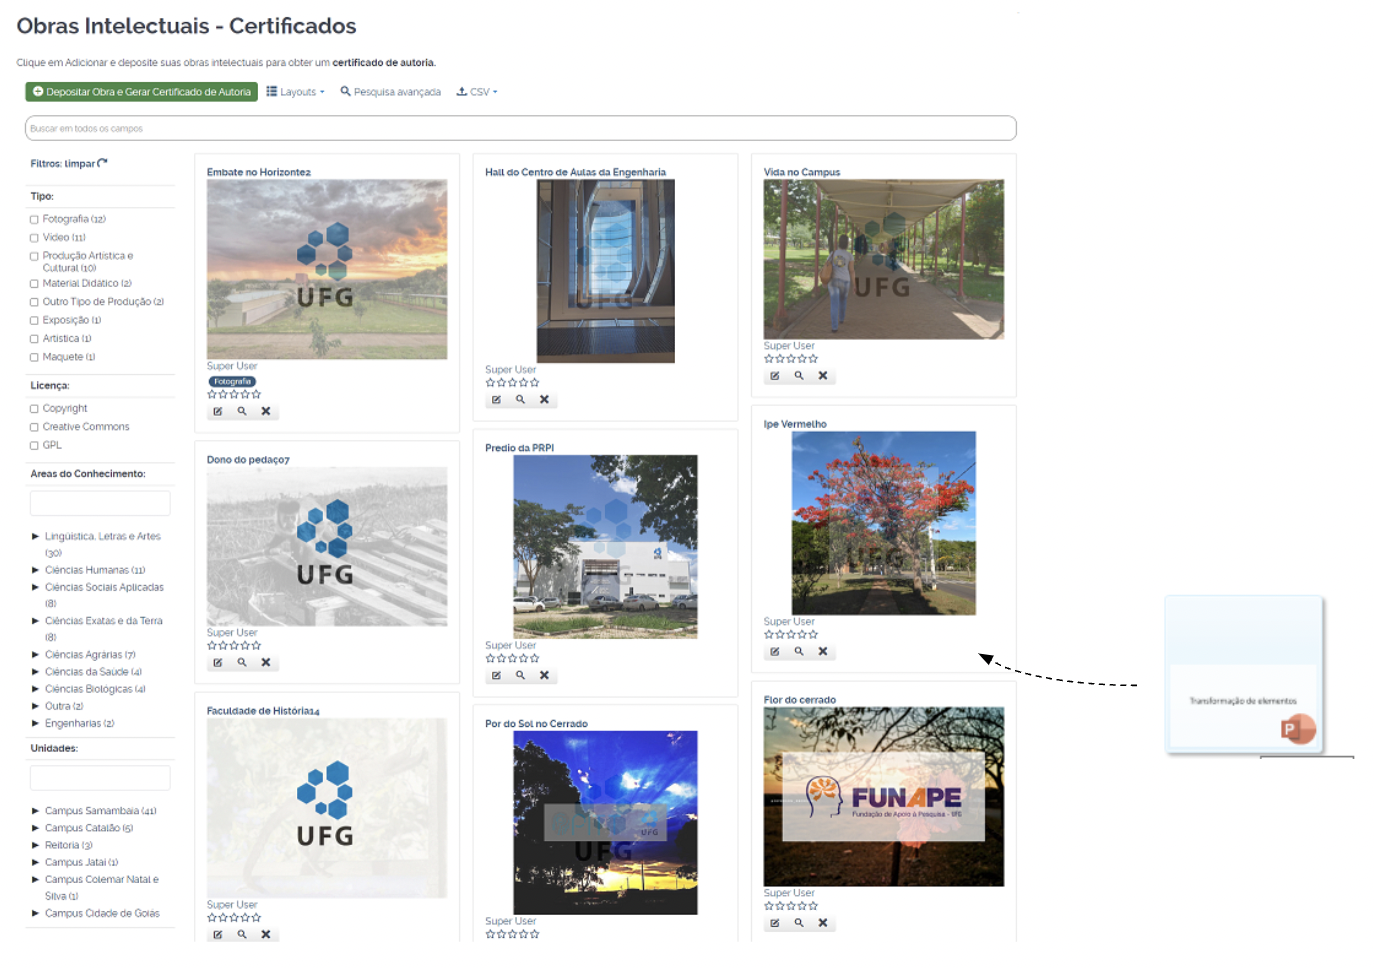 Obras Intelectuais - Certificados
Clique em Adicionar e deposite suas obras intelectuais para obter um certificado de autoria.
Depositar Obra e Gerar Certificado de Autoria Layouts Pesquisa avançada CSV
Buscar em todos os campos
Filtros: limpar
Tipo:
Fotografia (12)
Video (11)
Produção Artística e
Cultural (10)
Material Didático (2)
Outro Tipo de Produção (2)
Exposição (1)
Artística (1)
Maquete (1)
Licença:
Copyright
Creative Commons
GPL
Areas do Conhecimento:
Linguistica, Letras e Artes
(30)
Ciências Humanas (11)
Ciências Sociais Aplicadas
(8)
Ciências Exatas e da Terra
(8)
Ciências Agrárias (7)
Ciências da Saúde (4)
Ciências Biológicas (4)
Outra (2)
Engenharias (2)
Unidades:
Campus Samambaia (41)
Campus Catalão (5)
Reitoria (3)
Campus Jataí (1)
Campus Colemar Natal e
Silva (1)
Campus Cidade de Goiás
Embate no Horizonte2
UFG
Super User
Fotografia
Dono do pedaço7
UFG
Super User
Faculdade de História14
UFG
Super User
Hall do Centro de Aulas da Engenharia
UFG
Super User
Predio da PRPI
Super User
Por do Sol no Cerrado
UFG
UFG
Super User
Vida no Campus
UFG
Super User
Ipe Vermelho
UFG
Super User
Flor do cerrado
FUNAPE
Fundação de Apoio à Pesquisa - UFG
Super User
Transformação de elementos
P